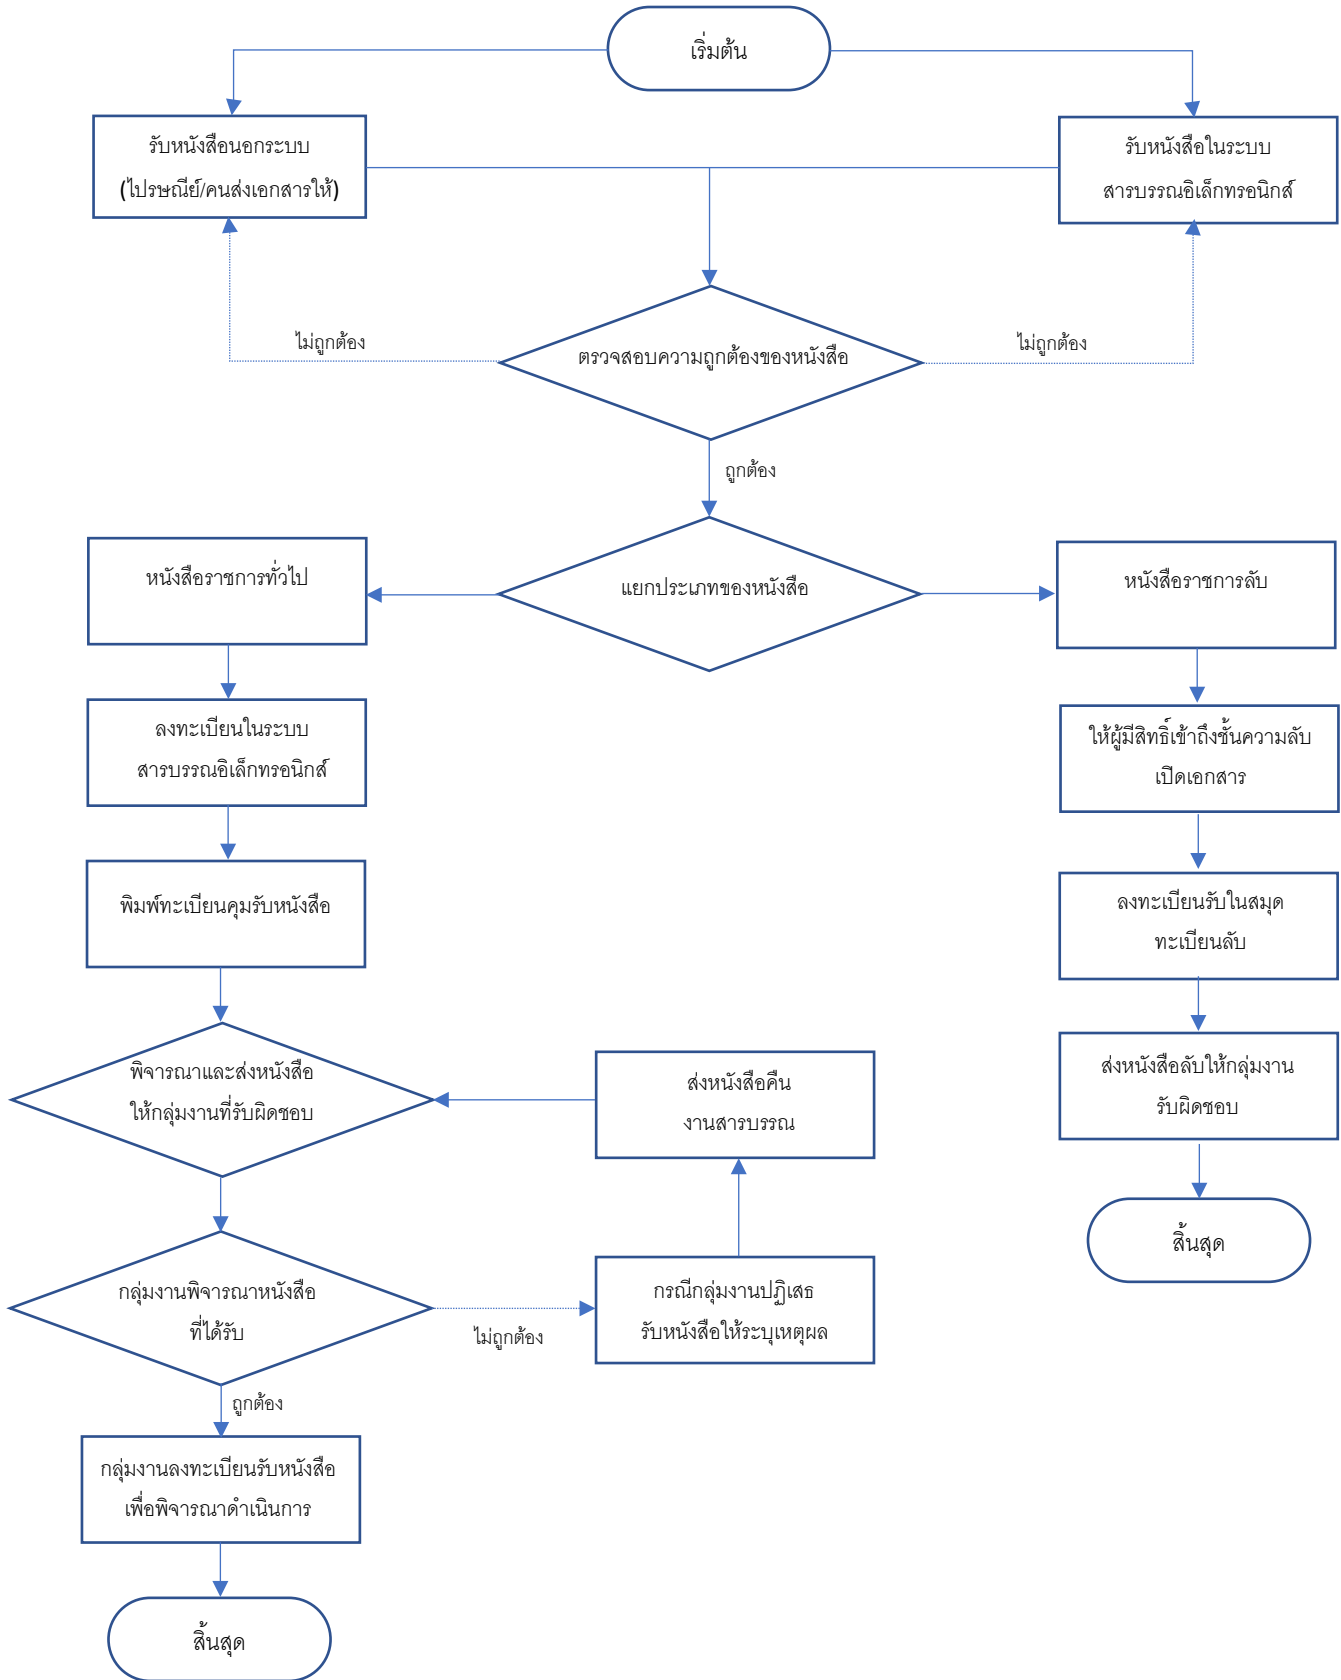 เริ่มต้น
รับหนังสือนอกระบบ
(ไปรษณีย์/คนส่งเอกสารให้)
รับหนังสือในระบบ
สารบรรณอิเล็กทรอนิกส์
ไม่ถูกต้อง
ตรวจสอบความถูกต้องของหนังสือ
ไม่ถูกต้อง
ถูกต้อง
หนังสือราชการทั่วไป
แยกประเภทของหนังสือ
หนังสือราชการลับ
ลงทะเบียนในระบบ
สารบรรณอิเล็กทรอนิกส์
ให้ผู้มีสิทธิ์เข้าถึงชั้นความลับ
เปิดเอกสาร
พิมพ์ทะเบียนคุมรับหนังสือ
ลงทะเบียนรับในสมุด
ทะเบียนลับ
พิจารณาและส่งหนังสือ
ให้กลุ่มงานที่รับผิดชอบ
ส่งหนังสือคืน
งานสารบรรณ
ส่งหนังสือลับให้กลุ่มงาน
รับผิดชอบ
สิ้นสุด
กลุ่มงานพิจารณาหนังสือ
ที่ได้รับ
ไม่ถูกต้อง
กรณีกลุ่มงานปฏิเสธ
รับหนังสือให้ระบุเหตุผล
ถูกต้อง
กลุ่มงานลงทะเบียนรับหนังสือ
เพื่อพิจารณาดำเนินการ
สิ้นสุด